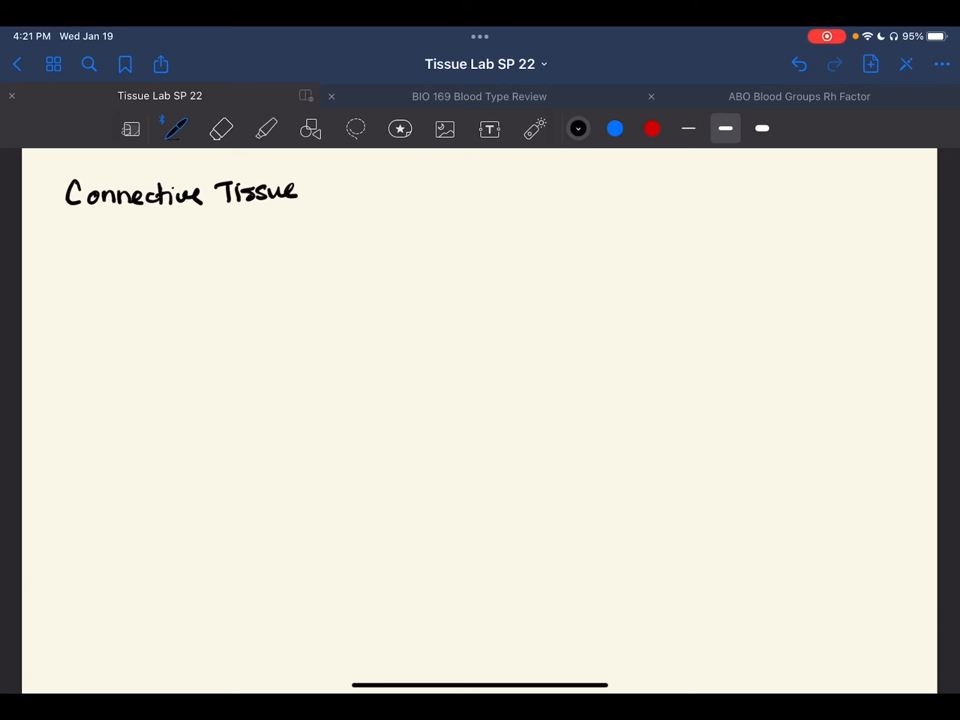 4:21 PM Wed Jan 19
95%
Tissue Lab SP 22
Tissue Lab SP 22
BIO 169 Blood Type Review
ABO Blood Groups Rh Factor
T
Connective Tissue